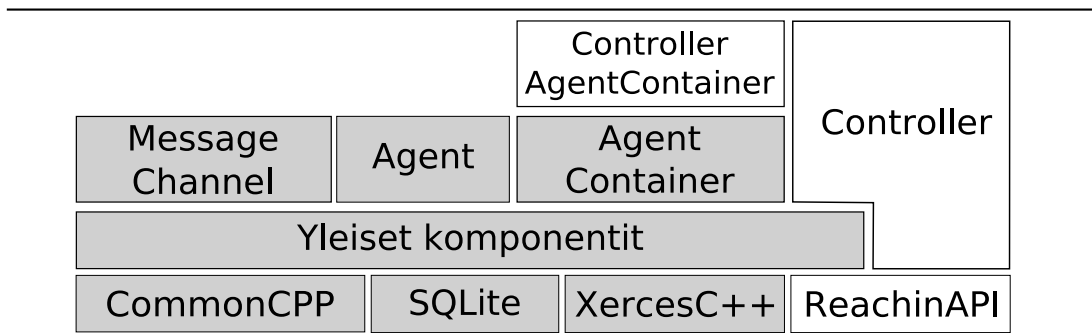 Controller
AgentContainer
Controller
Message
Channel
Agent
Agent
Container
Yleiset komponentit
CommonCPP
SQLite
XercesC++
ReachinAPI